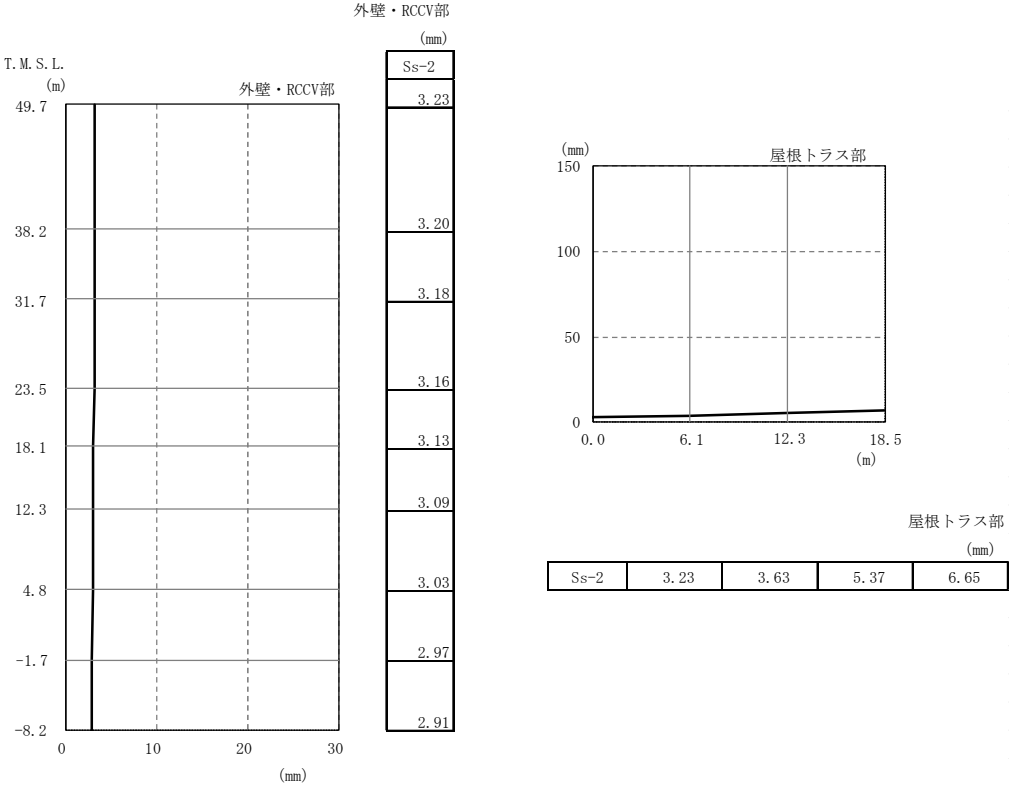 外壁・RCCV部
(mm)
Ss-2
3.23
3.20
3.18
3.16
3.13
3.09
3.03
2.97
2.91
T.M.S.L.
(m)
外壁・RCCV部
49.7
38.2
31.7
23.5
18.1
12.3
4.8
-1.7
-8.2
0 10 20 30
(mm)
(mm)
屋根トラス部
150
100
50
0
0.0 6.1 12.3 18.5
(m)
屋根トラス部
(mm)
Ss-2 3.23 3.63 5.37 6.65